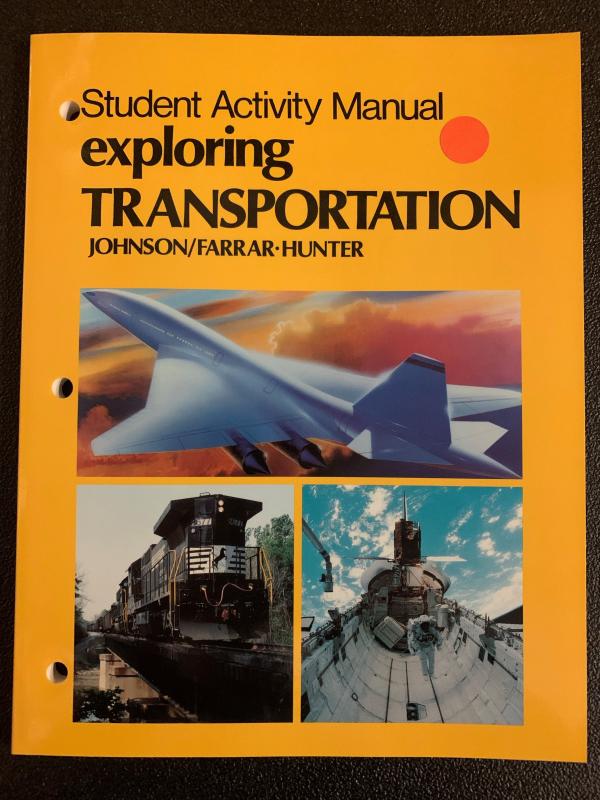 Student Activity Manual
exploring
TRANSPORTATION
JOHNSON/FARRAR·HUNTER